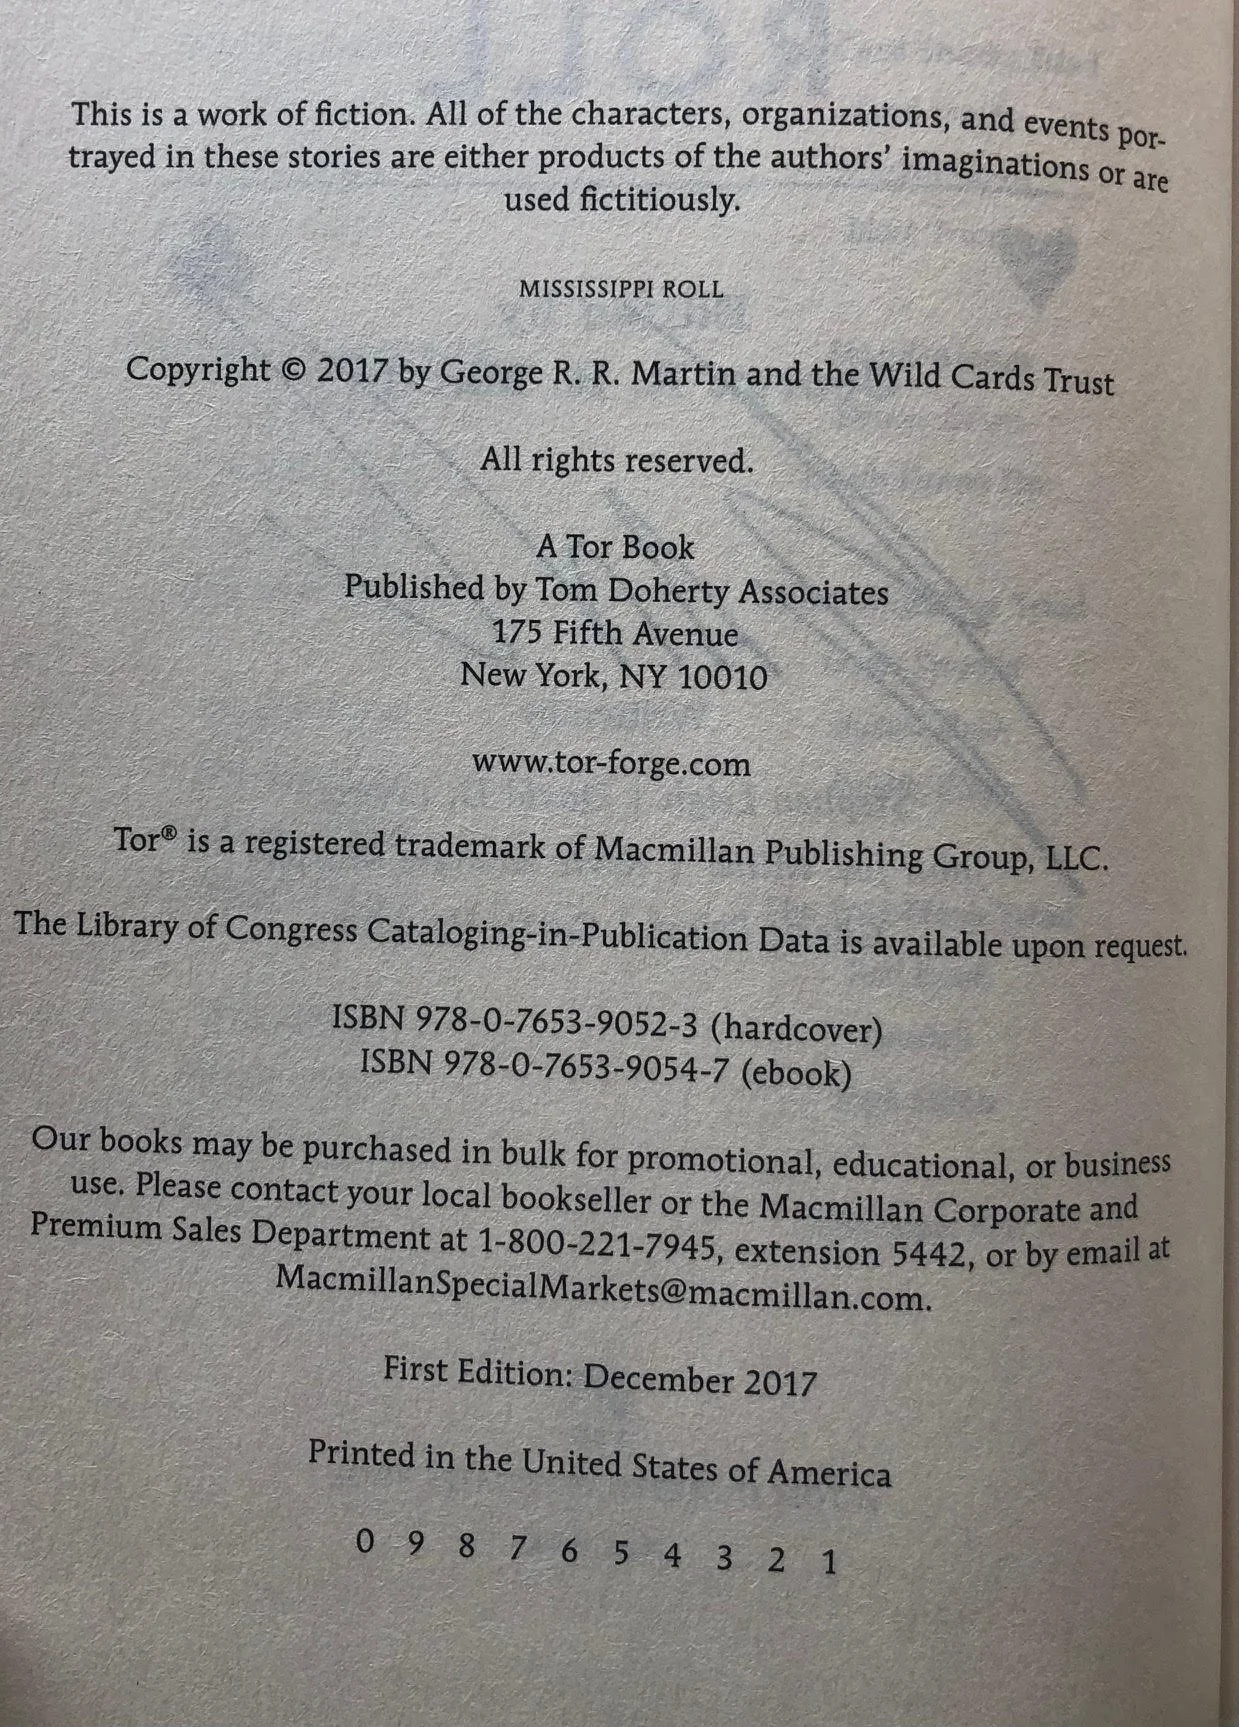 This is a work of fiction. All of the characters, organizations, and events por-
trayed in these stories are either products of the authors’ imaginations or are
used fictitiously.
MISSISSIPPI ROLL
Copyright © 2017 by George R. R. Martin and the Wild Cards Trust
All rights reserved.
A Tor Book
Published by Tom Doherty Associates
175 Fifth Avenue
New York, NY 10010
www.tor-forge.com
Tor® is a registered trademark of Macmillan Publishing Group, LLC.
The Library of Congress Cataloging-in-Publication Data is available upon request.
ISBN 978-0-7653-9052-3 (hardcover)
ISBN 978-0-7653-9054-7 (ebook)
Our books may be purchased in bulk for promotional, educational, or business
use. Please contact your local bookseller or the Macmillan Corporate and
Premium Sales Department at 1-800-221-7945, extension 5442, or by email at
MacmillanSpecialMarkets@macmillan.com.
First Edition: December 2017
Printed in the United States of America
0 9 8 7 6 5 4 3 2 1